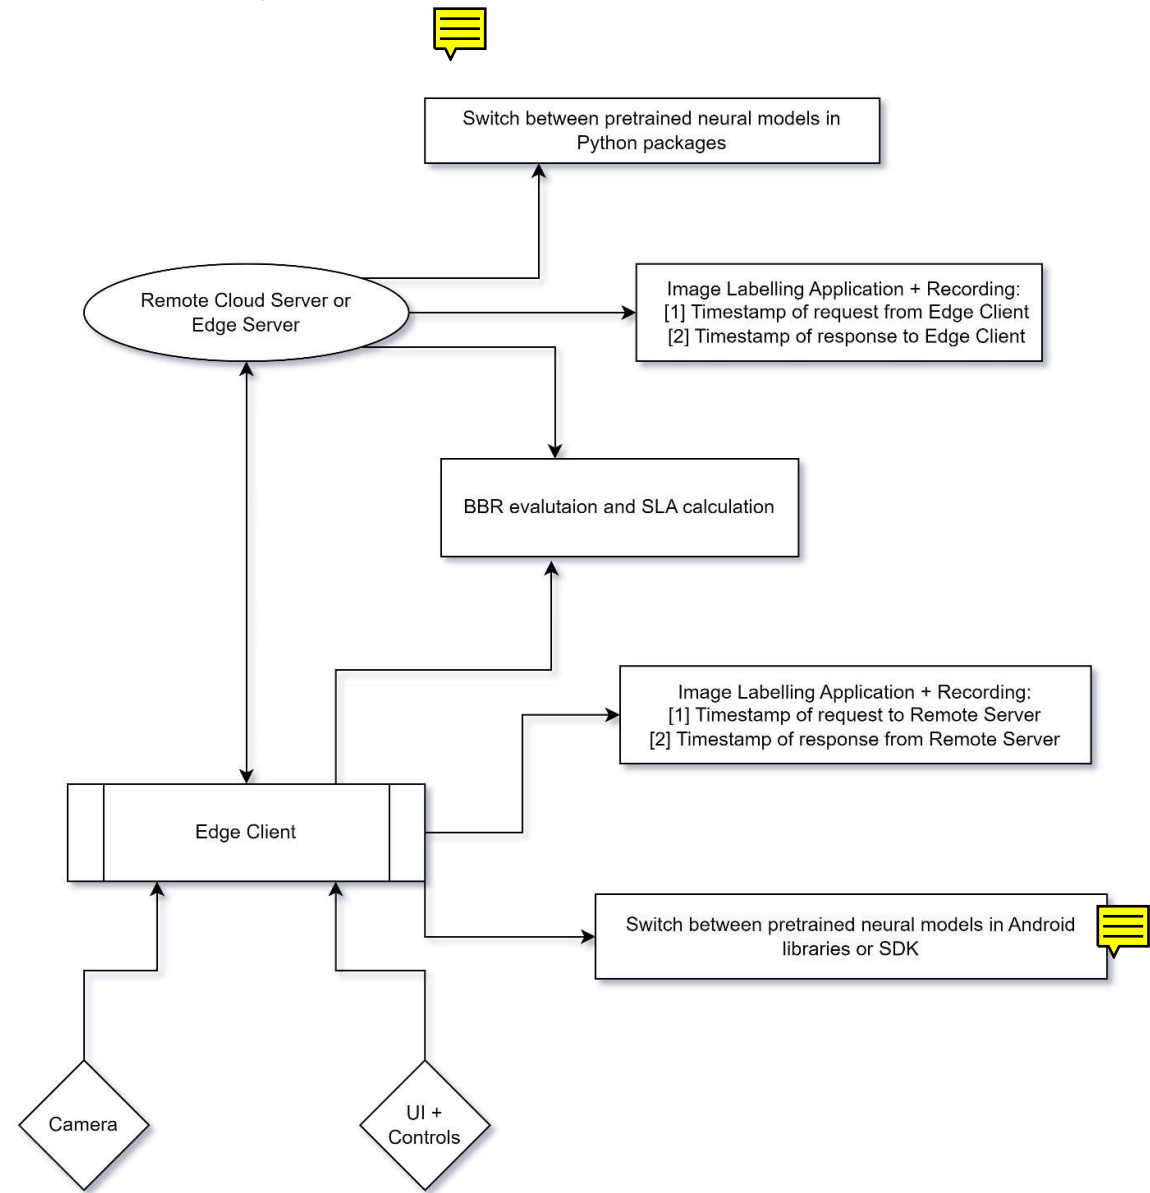 Switch between pretrained neural models in
Python packages
Remote Cloud Server or
Edge Server
Image Labelling Application + Recording:
[1] Timestamp of request from Edge Client
[2] Timestamp of response to Edge Client
BBR evalutaion and SLA calculation
Image Labelling Application + Recording:
[1] Timestamp of request to Remote Server
[2] Timestamp of response from Remote Server
Edge Client
Switch between pretrained neural models in Android
libraries or SDK
Camera
UI +
Controls